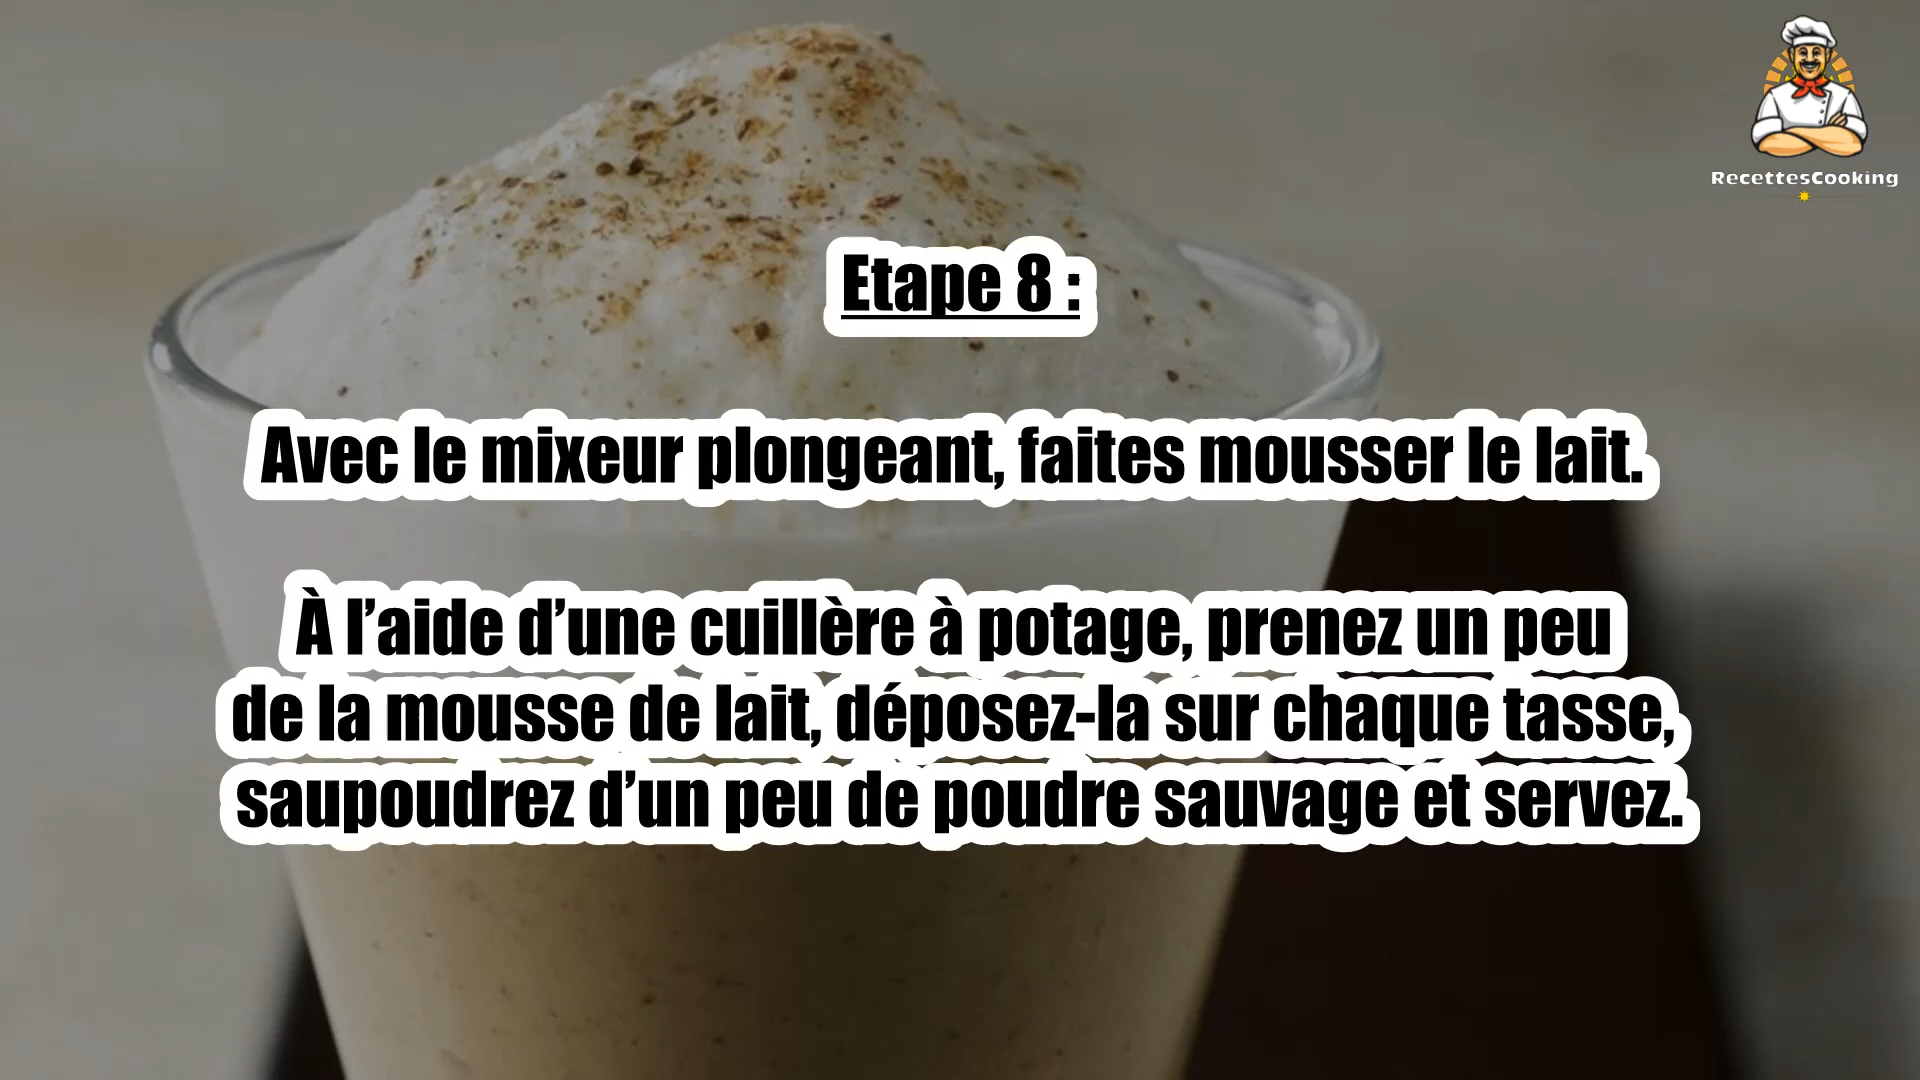 RecettesCooking
Etape 8 :
Avec le mixeur plongeant, faites mousser le lait.
À l’aide d’une cuillère à potage, prenez un peu
de la mousse de lait, déposez-la sur chaque tasse,
saupoudrez d’un peu de poudre sauvage et servez.